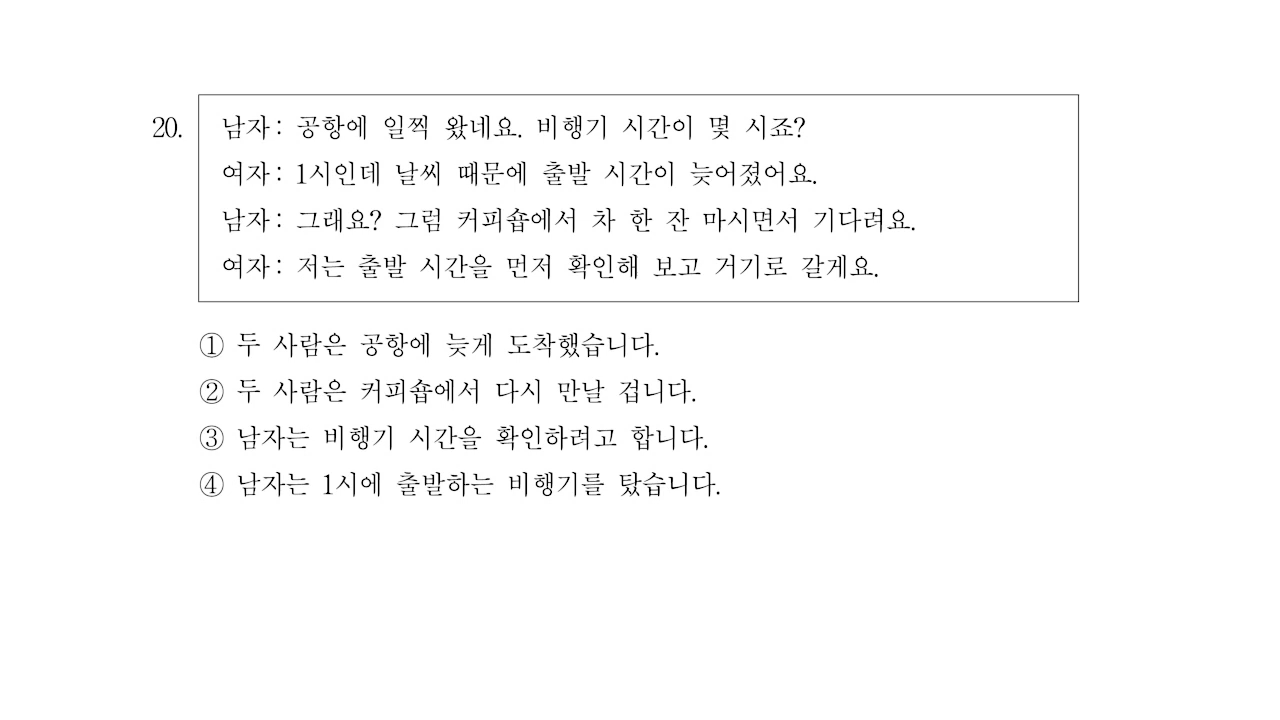 20. 남자: 공항에 일찍 왔네요. 비행기 시간이 몇 시죠?
여자: 1시인데 날씨 때문에 출발 시간이 늦어졌어요.
남자: 그래요? 그럼 커피숍에서 차 한 잔 마시면서 기다려요.
여자: 저는 출발 시간을 먼저 확인해 보고 거기로 갈게요.
① 두 사람은 공항에 늦게 도착했습니다.
② 두 사람은 커피숍에서 다시 만날 겁니다.
③ 남자는 비행기 시간을 확인하려고 합니다.
④ 남자는 1시에 출발하는 비행기를 탔습니다.